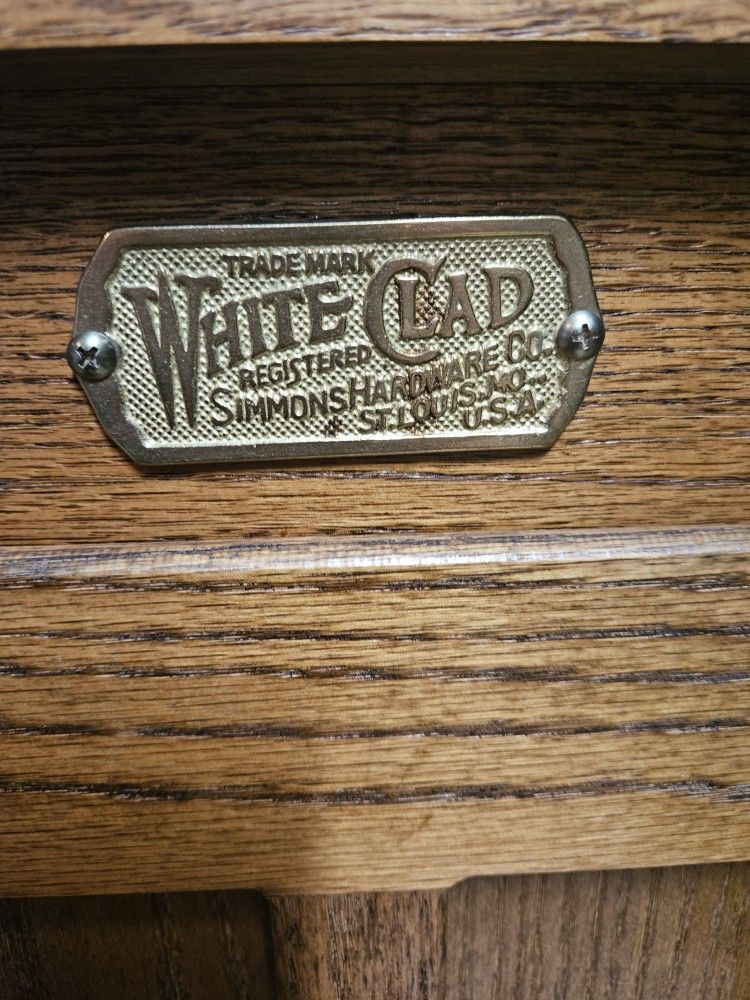 TRADE MARK
WHITE CLAD
REGISTERED
SIMMONS HARDWARE CO.
ST. LOUIS, MO.
U.S.A.